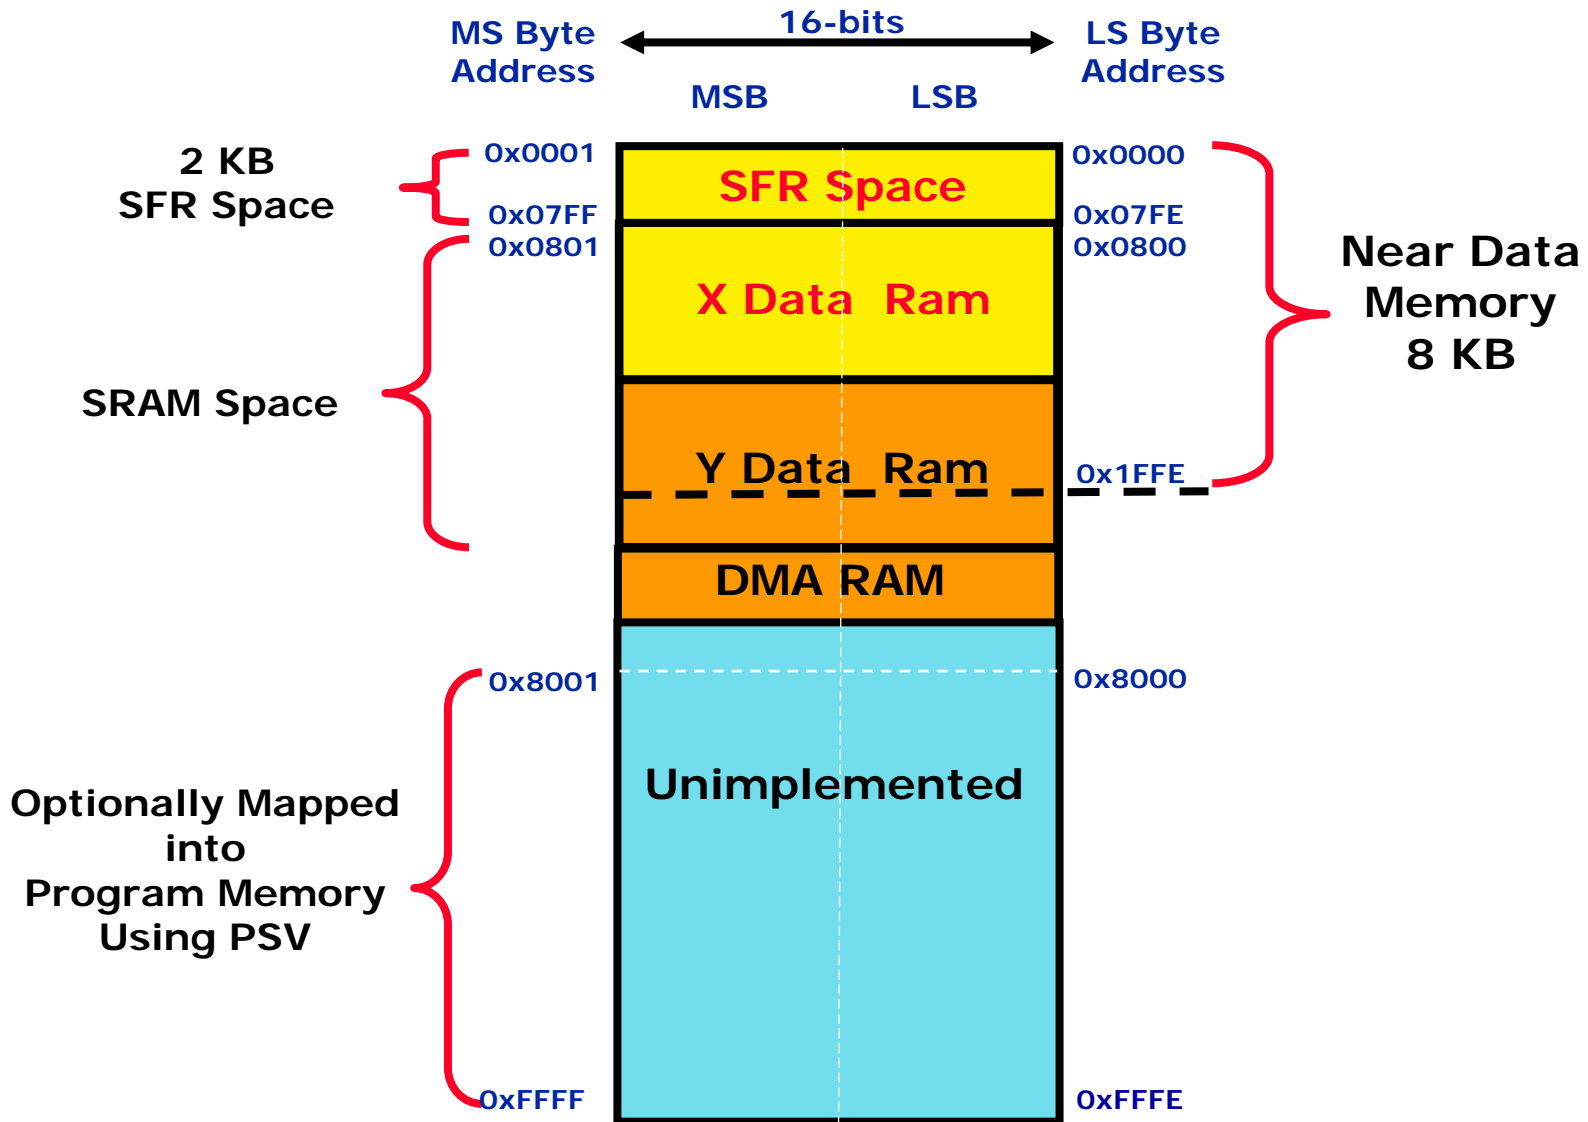 MS Byte
Address
16-bits
LS Byte
Address
MSB
LSB
2 KB
SFR Space
0x0001
0x07FF
SFR Space
0x0000
0x07FE
0x0801
0x0800
X Data Ram
Near Data
Memory
8 KB
SRAM Space
Y Data Ram
0x1FFE
DMA RAM
0x8001
0x8000
Unimplemented
Optionally Mapped
into
Program Memory
Using PSV
0xFFFF
0xFFFE